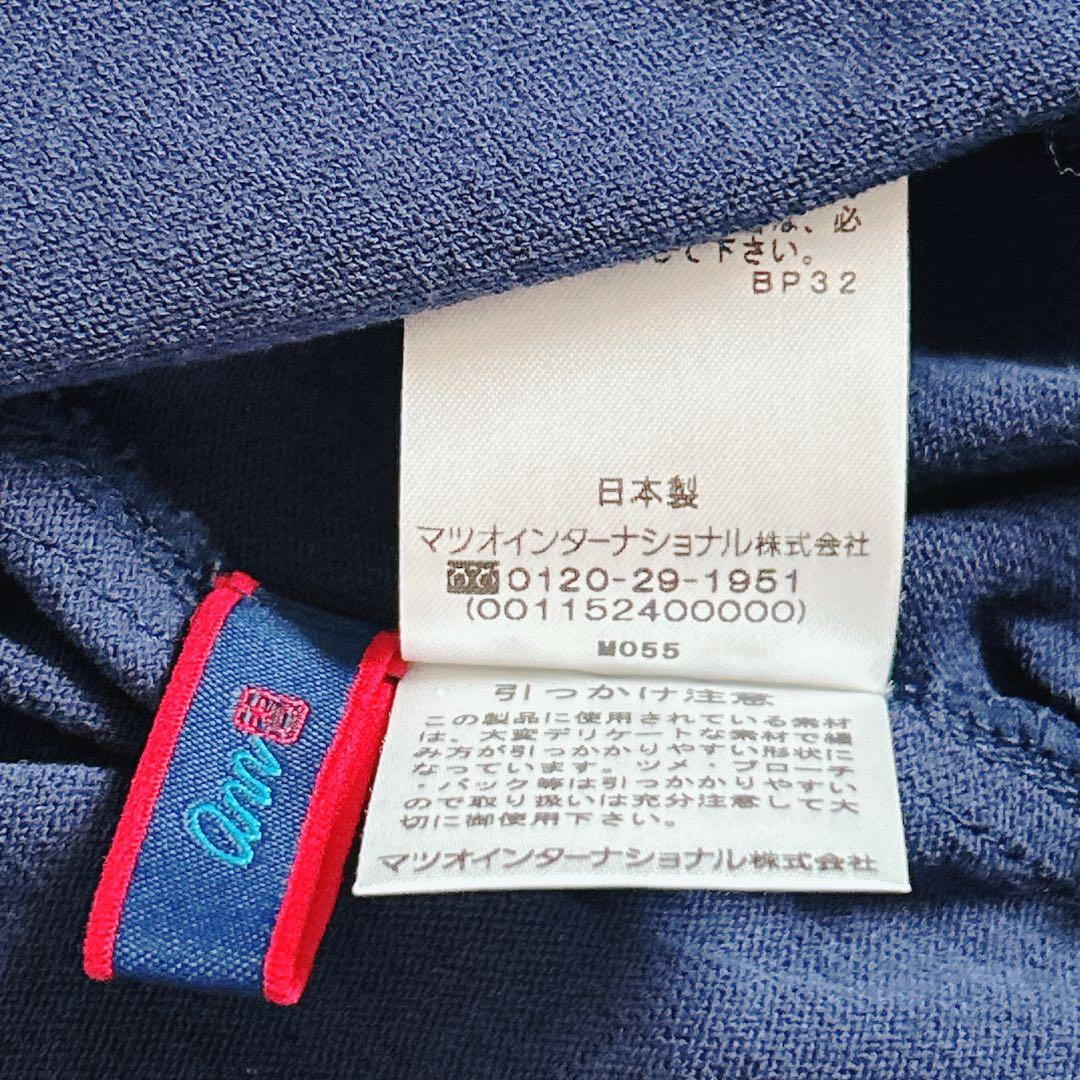 は、必
して下さい。
BP32
日本製
マツオインターナショナル株式会社
0120-29-1951
(001152400000)
M055
引っかけ注意
この製品に使用されている素材
は、大変デリケートな素材で編
み方が引っかかりやすい形状に
なっています。ツメ・ブローチ
・バック等は引っかかりやすい
ので取り扱いは充分注意して大
切に御使用下さい。
マツオインターナショナル株式会社